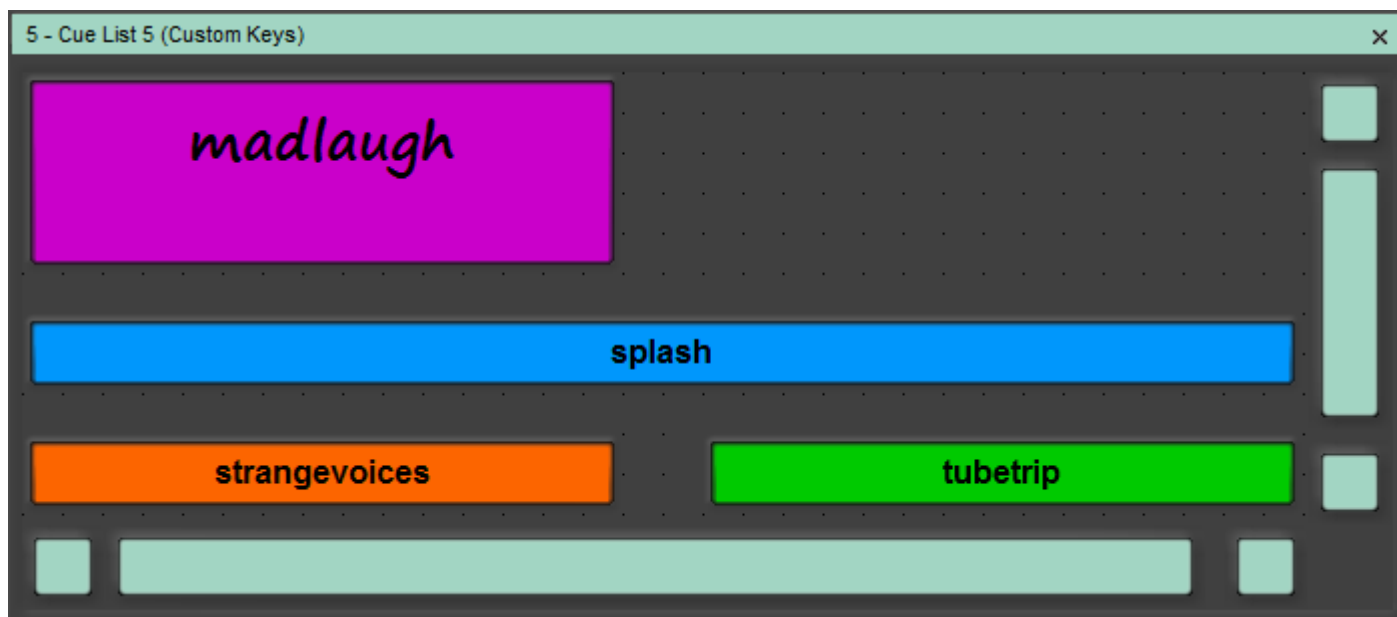 5 - Cue List 5 (Custom Keys)
madlaugh
splash
strangevoices
tubetrip